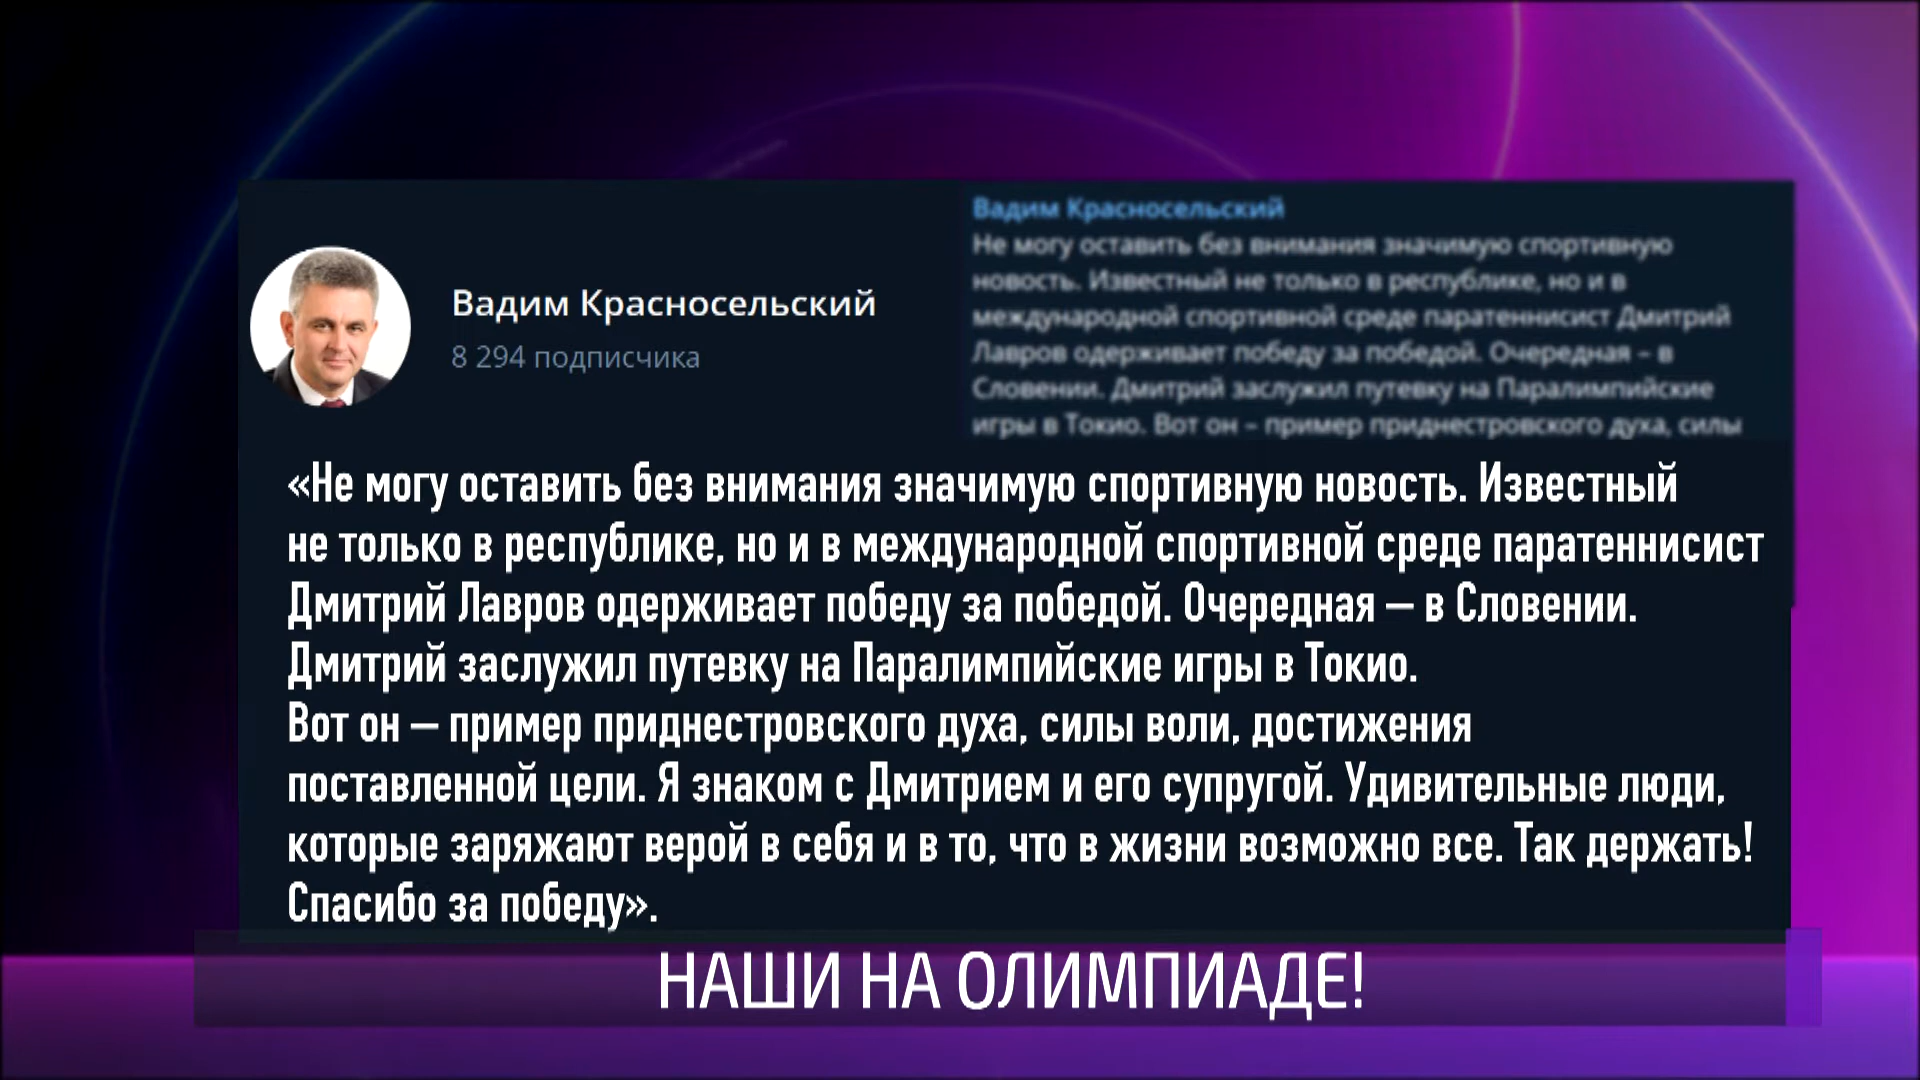 Вадим Красносельский
8 294 подписчика
Вадим Красносельский
Не могу оставить без внимания значимую спортивную
новость. Известный не только в республике, но и в
международной спортивной среде паратеннисист Дмитрий
Лавров одерживает победу за победой. Очередная – в
Словении. Дмитрий заслужил путевку на Паралимпийские
игры в Токио. Вот он – пример приднестровского духа, силы
«Не могу оставить без внимания значимую спортивную новость. Известный
не только в республике, но и в международной спортивной среде паратеннисист
Дмитрий Лавров одерживает победу за победой. Очередная – в Словении.
Дмитрий заслужил путевку на Паралимпийские игры в Токио.
Вот он – пример приднестровского духа, силы воли, достижения
поставленной цели. Я знаком с Дмитрием и его супругой. Удивительные люди,
которые заряжают верой в себя и в то, что в жизни возможно все. Так держать!
Спасибо за победу».
НАШИ НА ОЛИМПИАДЕ!